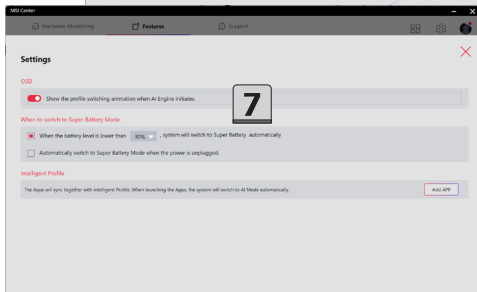 MSI Center
Hardware Monitoring
Features
Support
Settings
OSD
Show the profile switching animation when AI Engine initiates.
7
When to switch to Super Battery Mode
When the battery level is lower than 30% , system will switch to Super Battery automatically
Automatically switch to Super Battery Mode when the power is unplugged.
Intelligent Profile
The Apps will sync together with intelligent Profile. When launching the Apps, the system will switch to AI Mode automatically.
Add APP